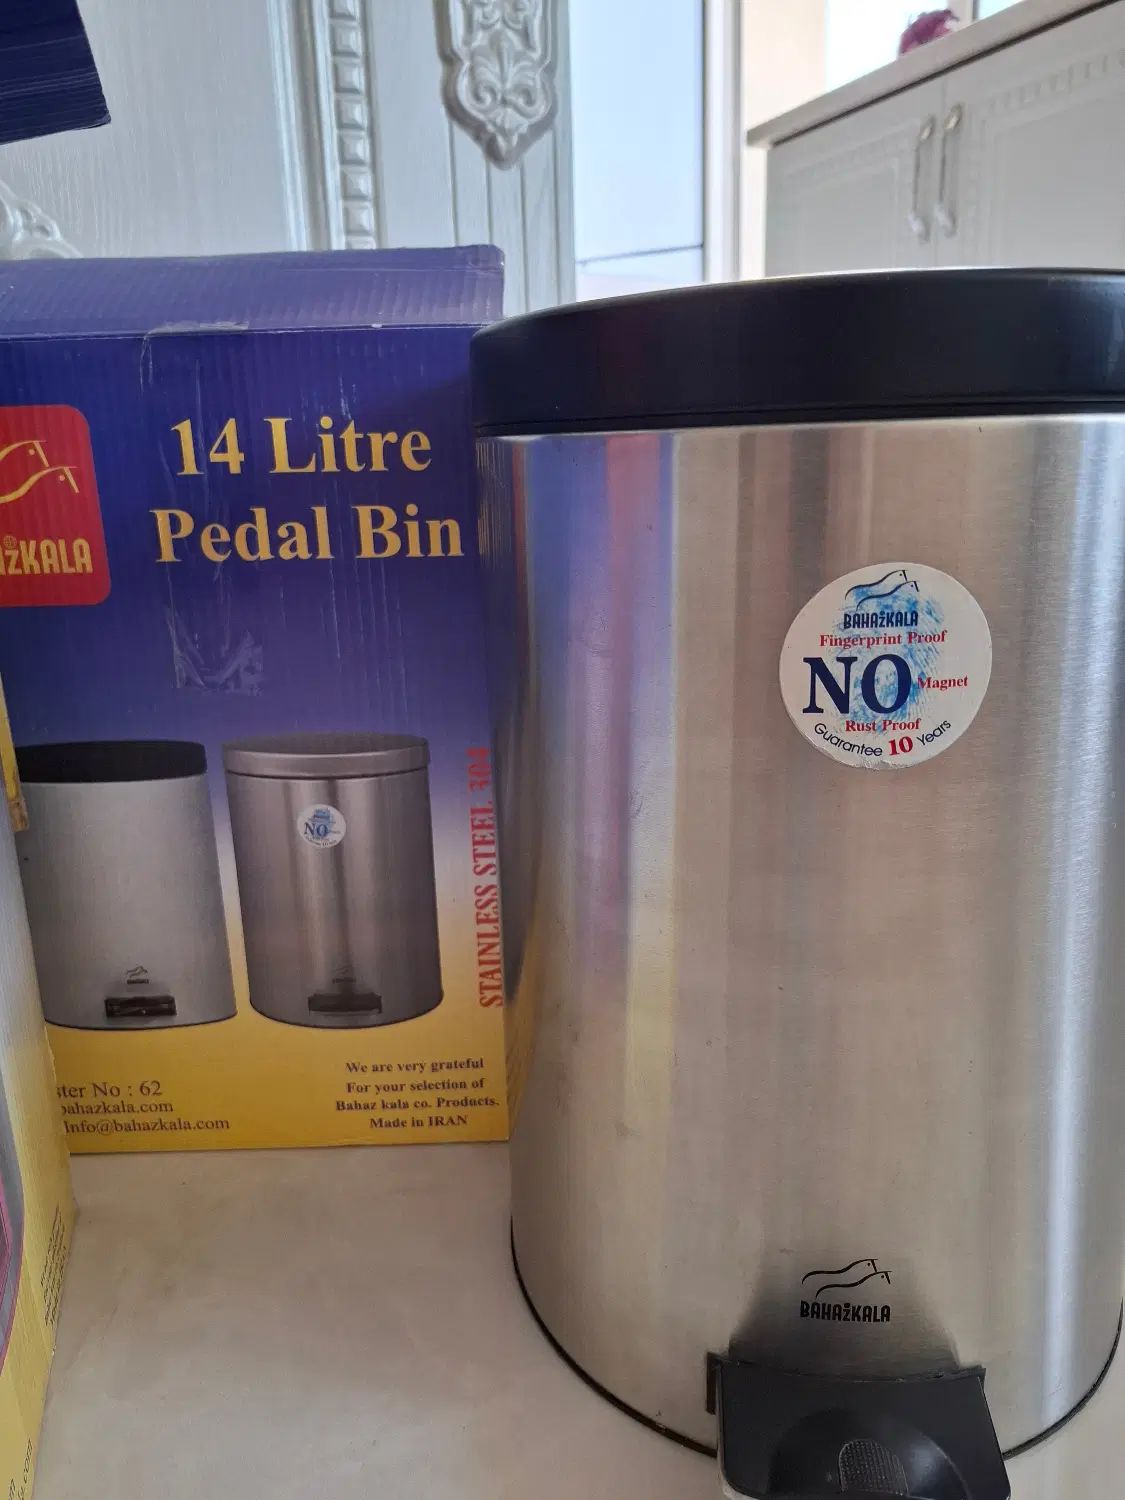 14 Litre
Pedal Bin
STAINLESS STEEL 304
NO
No : 62
bahazkala.com
Info@bahazkala.com
We are very grateful
For your selection of
Bahaz kala co. Products.
Made in IRAN
BAHAŽKALA
Fingerprint Proof
NO Magnet
Rust Proof
Guarantee 10 Years
BAHAŽKALA